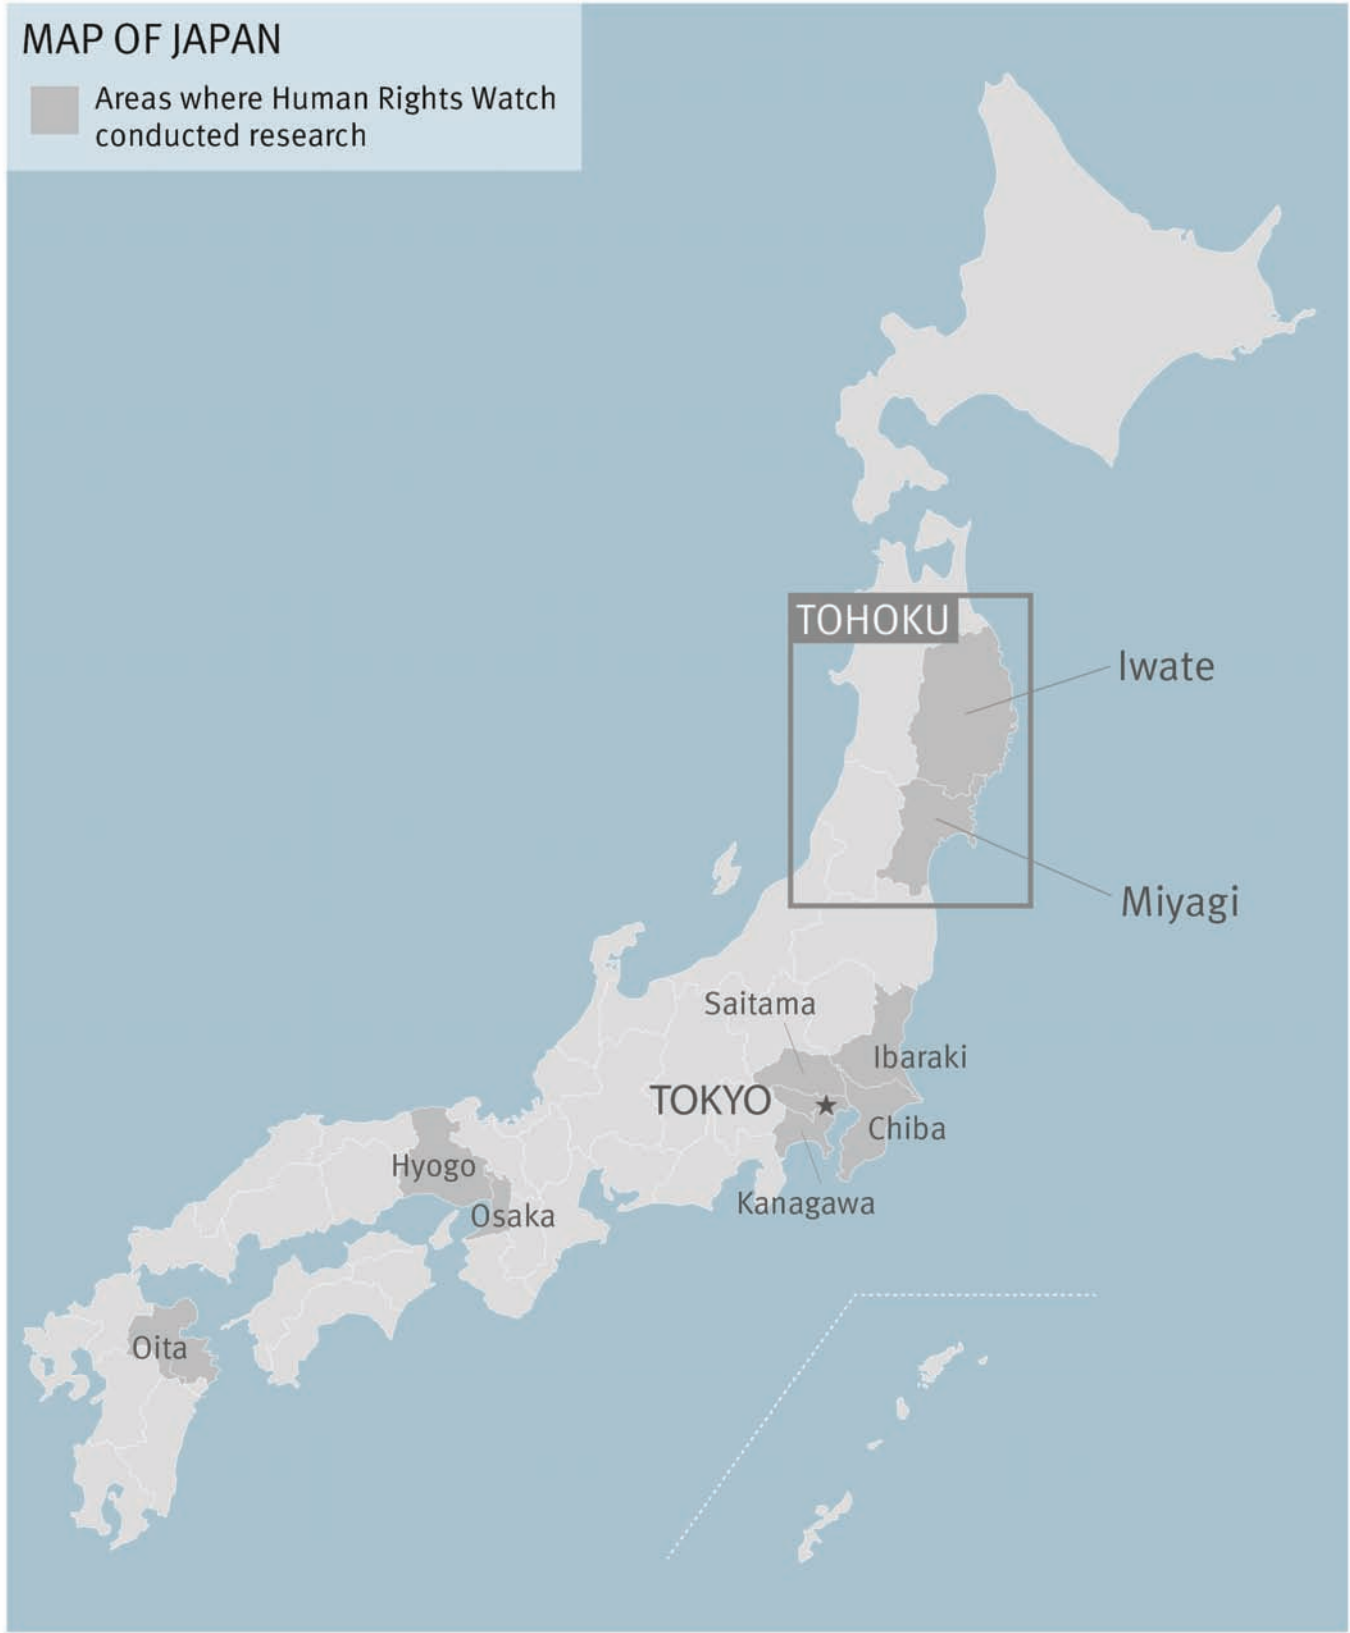 MAP OF JAPAN
Areas where Human Rights Watch
conducted research
TOHOKU
Iwate
Miyagi
Saitama
Ibaraki
TOKYO
Chiba
Hyogo
Kanagawa
Osaka
Oita